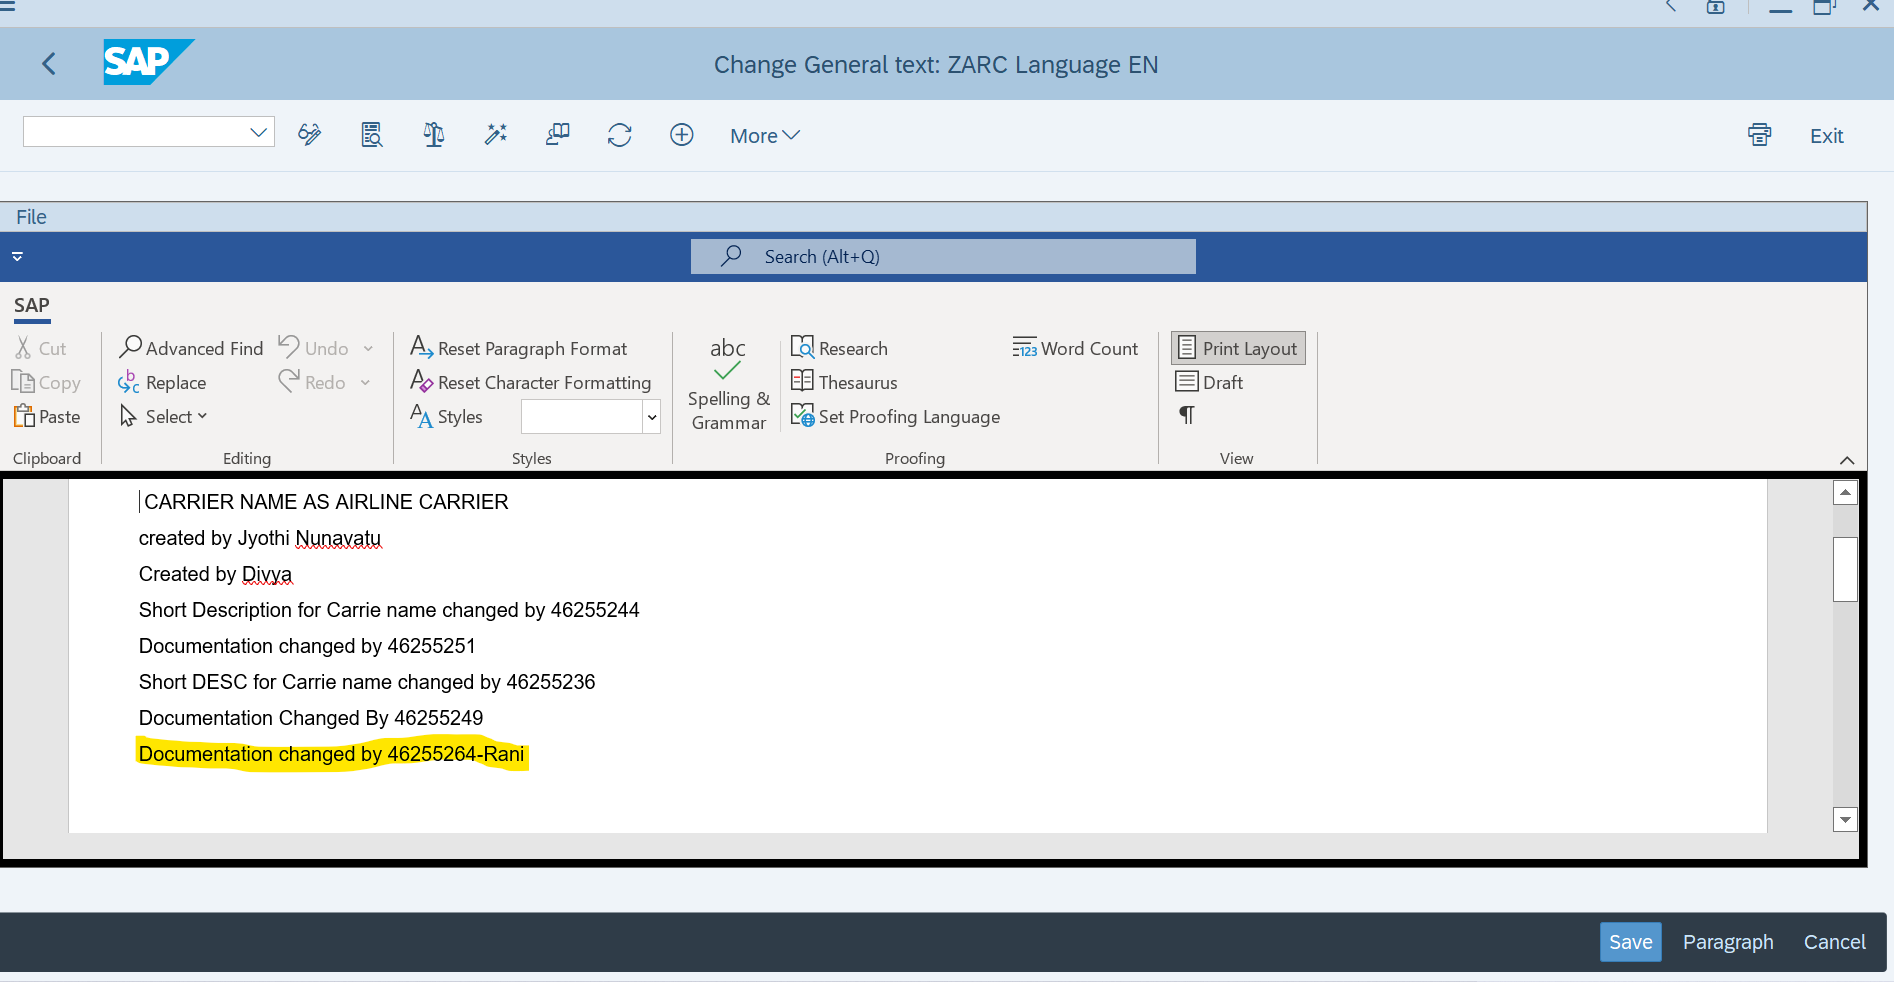 SAP
Change General text: ZARC Language EN
More
Exit
File
Search (Alt+Q)
SAP
Cut
Copy
Paste
Clipboard
Advanced Find
Replace
Select
Undo
Redo
Editing
Reset Paragraph Format
Reset Character Formatting
Styles
Styles
abc
Spelling &
Grammar
Research
Thesaurus
Set Proofing Language
Word Count
Proofing
Print Layout
Draft
¶
View
CARRIER NAME AS AIRLINE CARRIER
created by Jyothi Nunavatu
Created by Divya
Short Description for Carrie name changed by 46255244
Documentation changed by 46255251
Short DESC for Carrie name changed by 46255236
Documentation Changed By 46255249
Documentation changed by 46255264-Rani
Save
Paragraph
Cancel